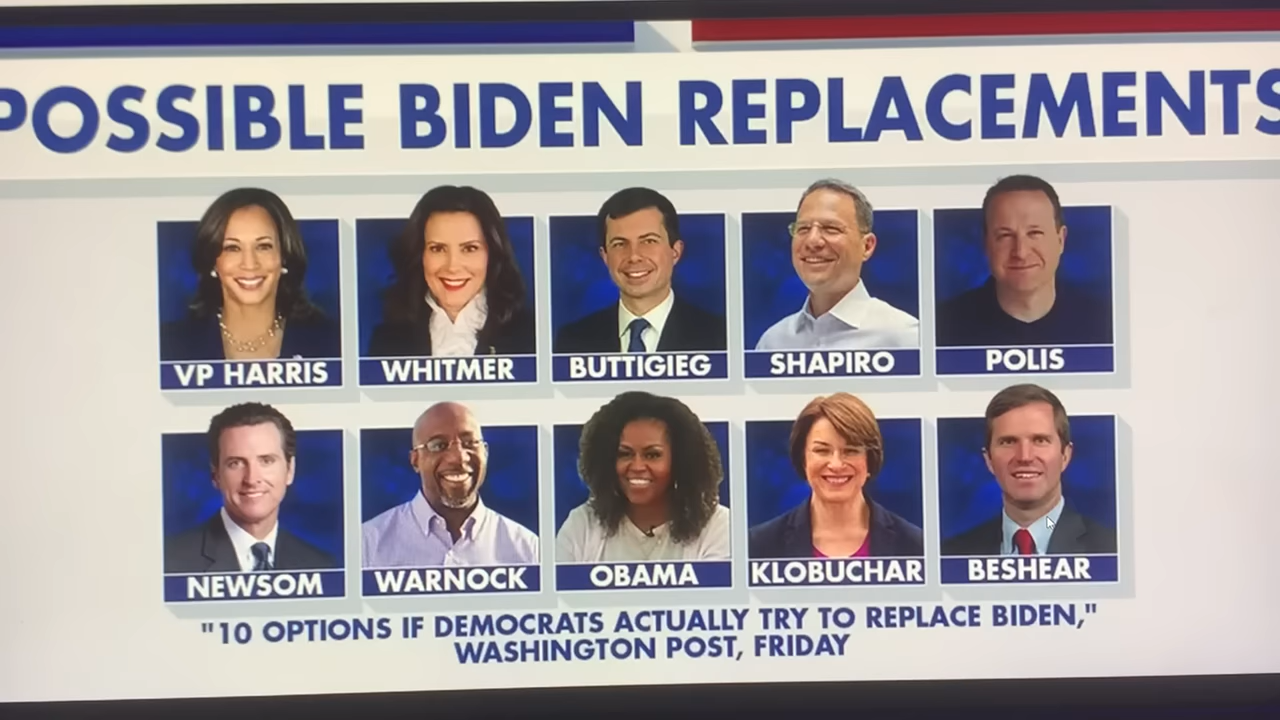 POSSIBLE BIDEN REPLACEMENTS
VP HARRIS
WHITMER
BUTTIGIEG
SHAPIRO
POLIS
NEWSOM
WARNOCK
OBAMA
KLOBUCHAR
BESHEAR
"10 OPTIONS IF DEMOCRATS ACTUALLY TRY TO REPLACE BIDEN,"
WASHINGTON POST, FRIDAY